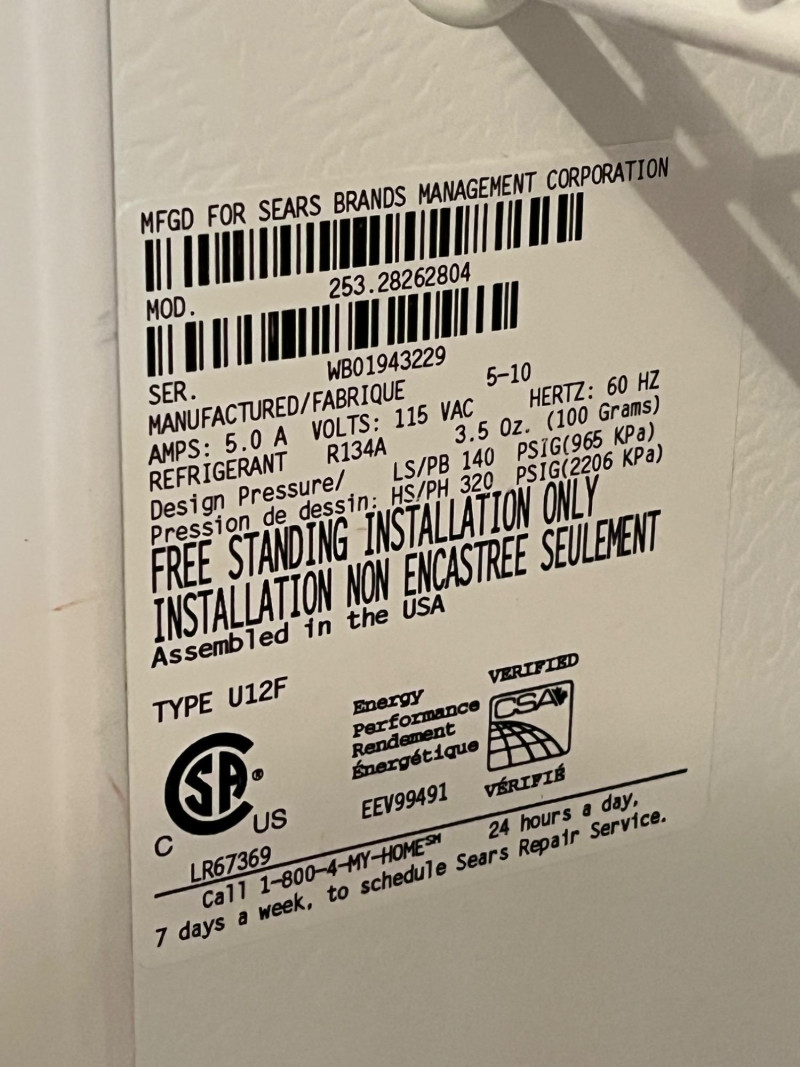 MFGD FOR SEARS BRANDS MANAGEMENT CORPORATION
MOD. 253.28262804
SER. WB01943229
MANUFACTURED/FABRIQUE 5-10
AMPS: 5.0 A VOLTS: 115 VAC HERTZ: 60 HZ
REFRIGERANT R134A 3.5 Oz. (100 Grams)
Design Pressure/ LS/PB 140 PSIG(965 KPa)
Pression de dessin: HS/PH 320 PSIG(2206 KPa)
FREE STANDING INSTALLATION ONLY
INSTALLATION NON ENCASTREE SEULEMENT
Assembled in the USA
TYPE U12F
SA®
C US
LR67369
Energy
Performance
Rendement
Énergétique
EEV99491
VERIFIED
CSA
VÉRIFIÉ
Call 1-800-4-MY-HOME℠ 24 hours a day,
7 days a week, to schedule Sears Repair Service.